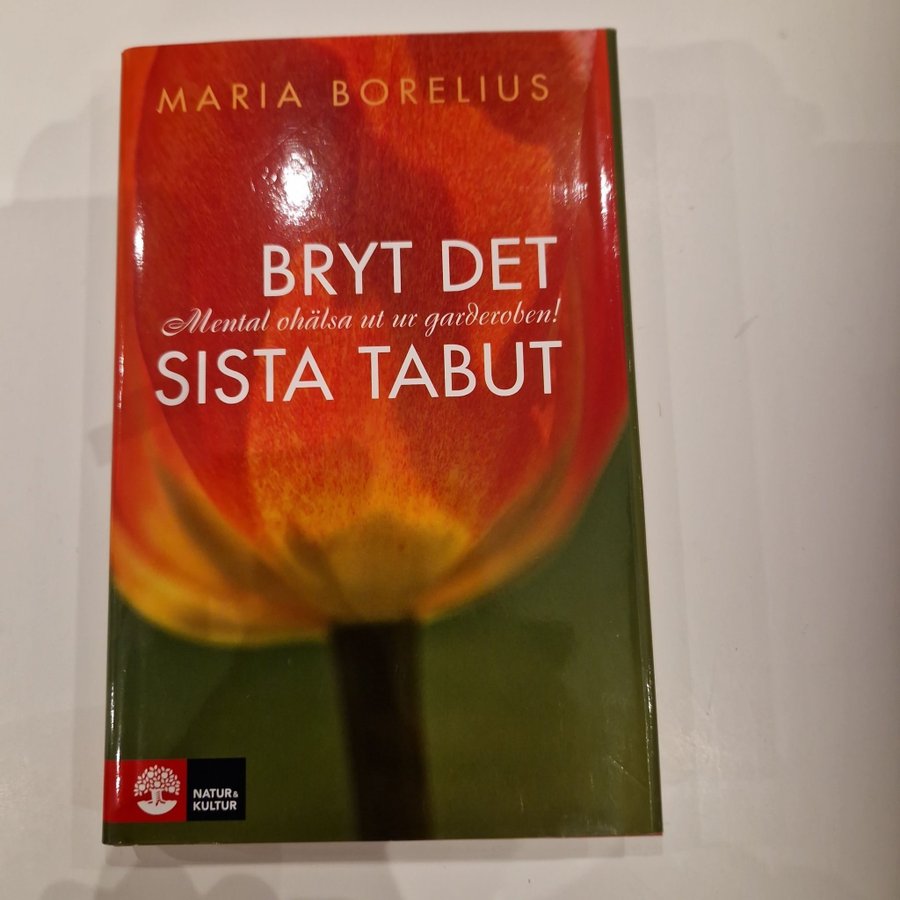 MARIA BORELIUS
BRYT DET
Mental ohälsa ut ur garderoben!
SISTA TABUT
NATUR&
KULTUR